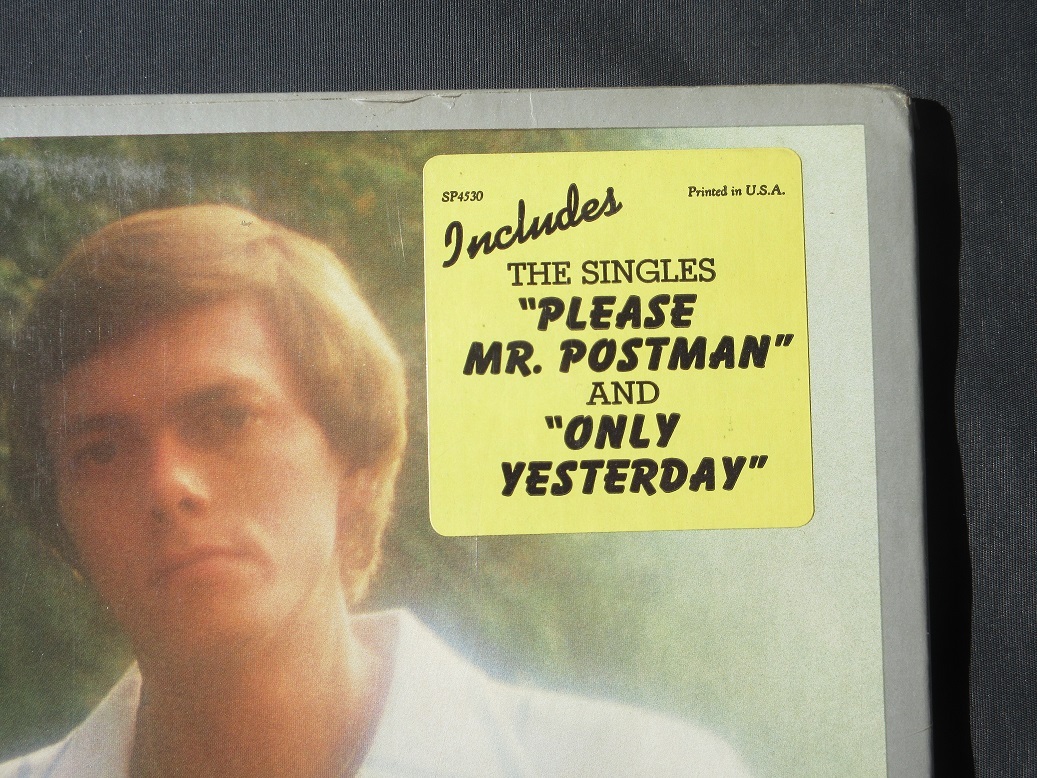 SP4530
Printed in U.S.A.
Includes
THE SINGLES
"PLEASE
MR. POSTMAN"
AND
"ONLY
YESTERDAY"